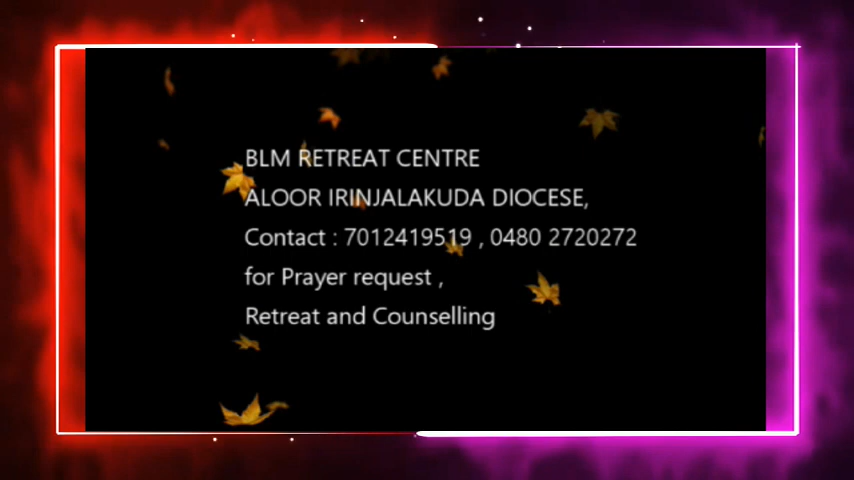 BLM RETREAT CENTRE
ALOOR IRINJALAKUDA DIOCESE,
Contact : 7012419519 , 0480 2720272
for Prayer request ,
Retreat and Counselling